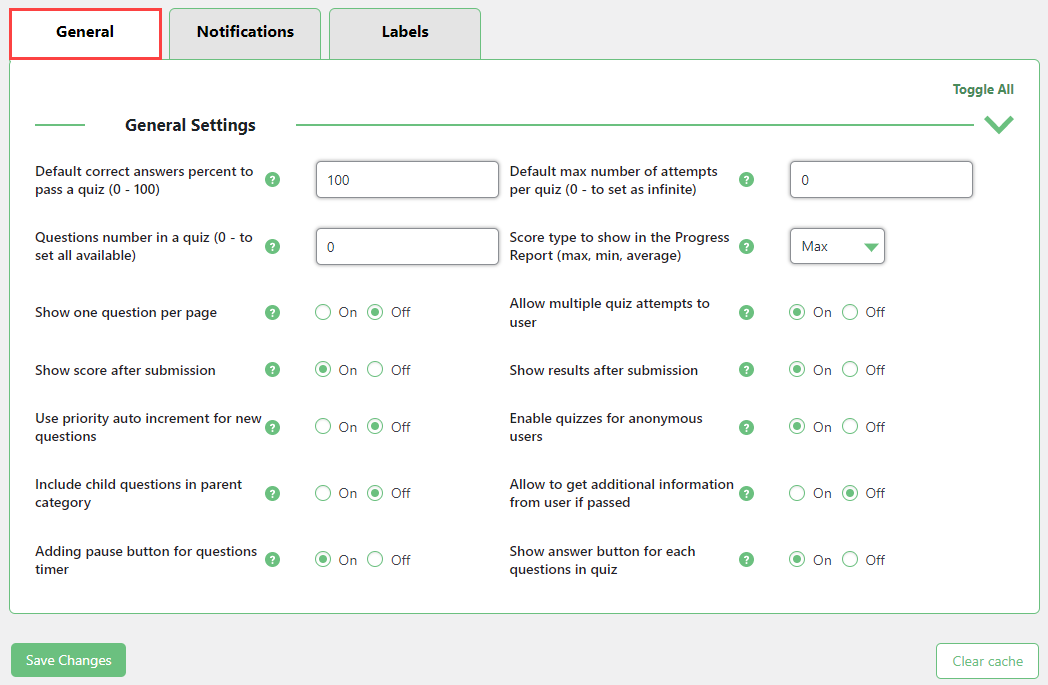 General
Notifications
Labels
Toggle All
General Settings
Default correct answers percent to
pass a quiz (0 - 100)
?
100
Default max number of attempts
per quiz (0 - to set as infinite)
?
0
Questions number in a quiz (0 - to
set all available)
?
0
Score type to show in the Progress
Report (max, min, average)
?
Max
Show one question per page
?
On Off
Allow multiple quiz attempts to
user
?
On Off
Show score after submission
?
On Off
Show results after submission
?
On Off
Use priority auto increment for new
questions
?
On Off
Enable quizzes for anonymous
users
?
On Off
Include child questions in parent
category
?
On Off
Allow to get additional information
from user if passed
?
On Off
Adding pause button for questions
timer
?
On Off
Show answer button for each
questions in quiz
?
On Off
Save Changes
Clear cache